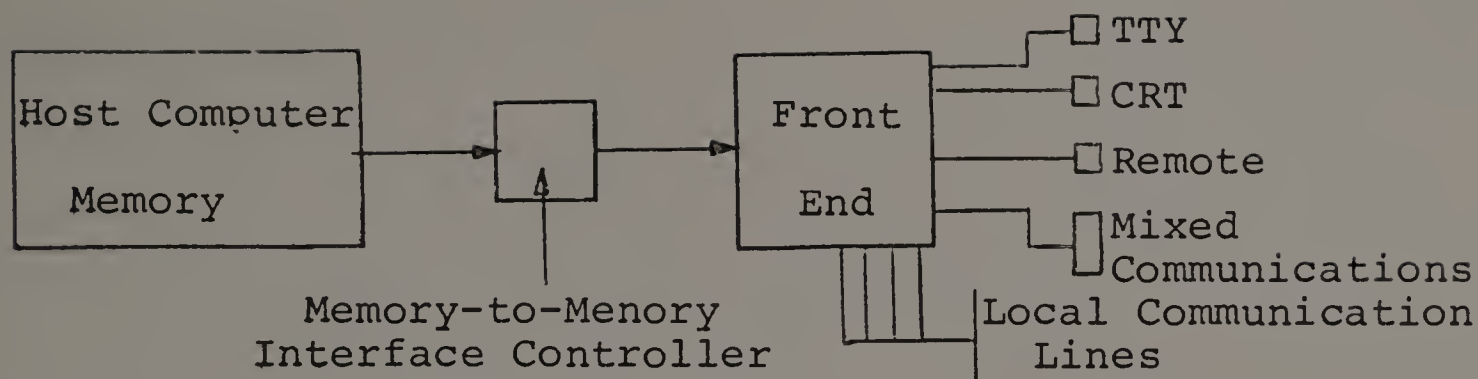 Host Computer
Memory
Front
End
TTY
CRT
Remote
Mixed
Communications
Memory-to-Menory
Interface Controller
Local Communication
Lines